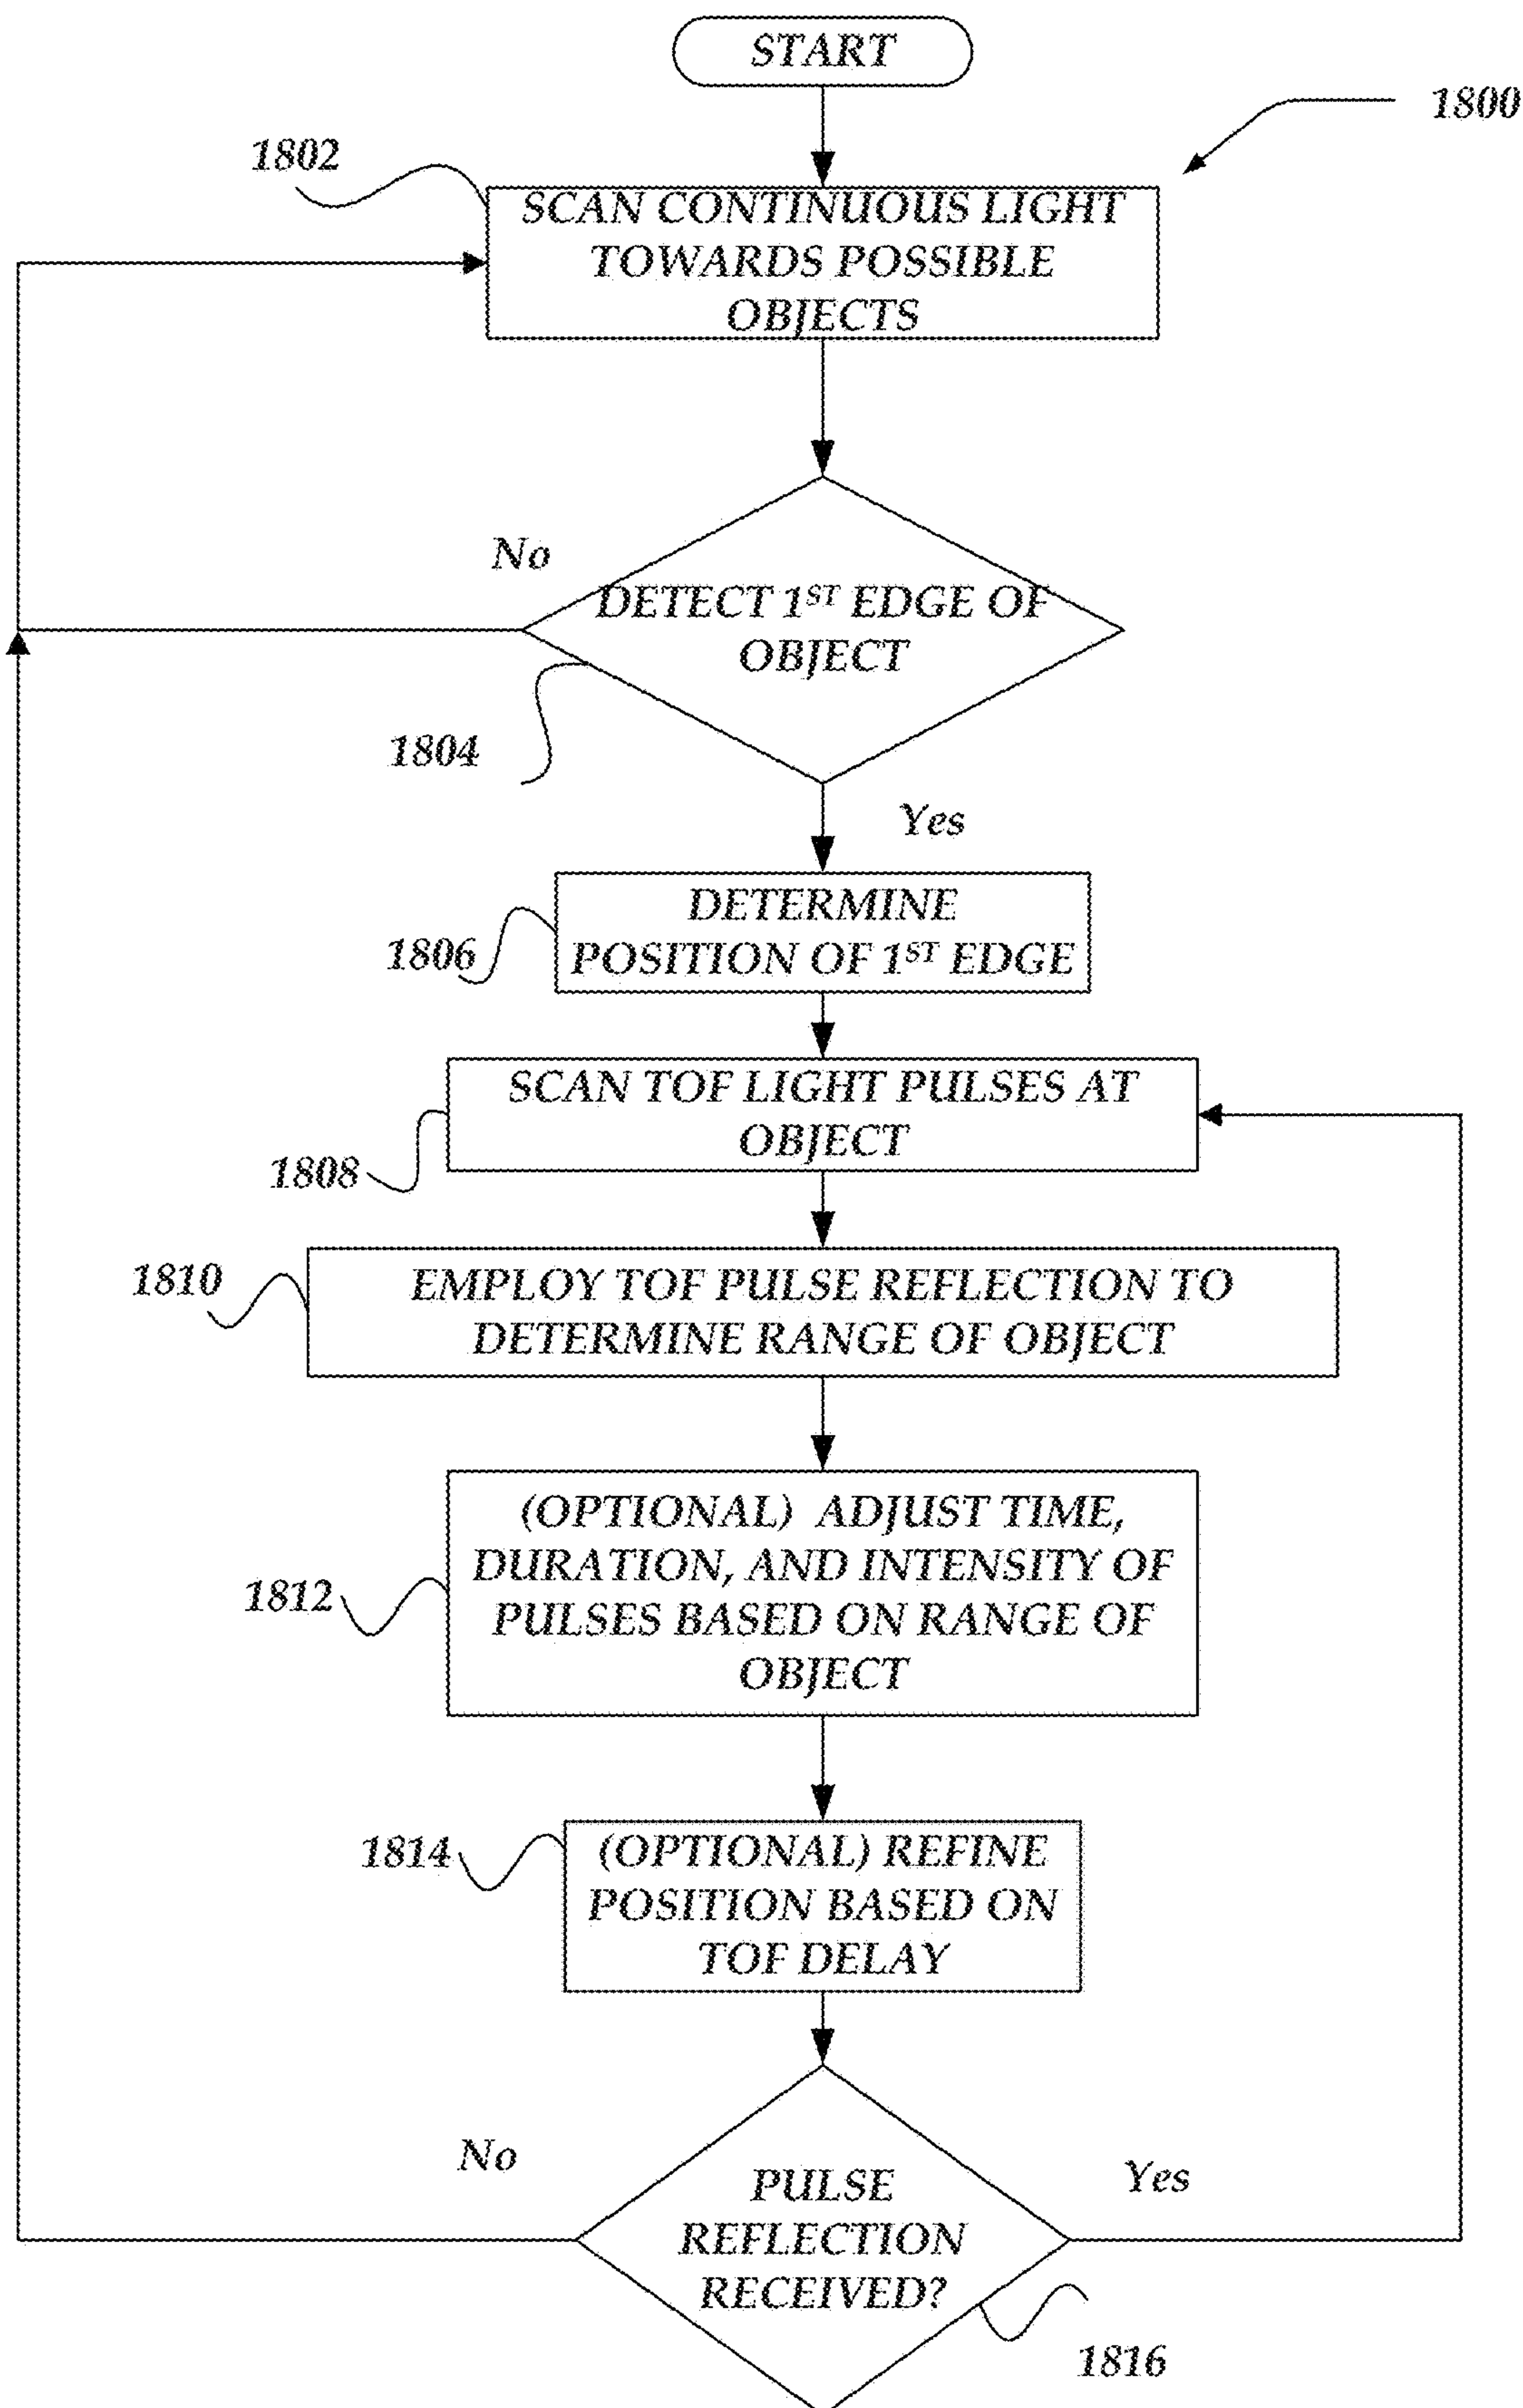 START
1800
1802
SCAN CONTINUOUS LIGHT
TOWARDS POSSIBLE
OBJECTS
No
DETECT 1ST EDGE OF
OBJECT
1804
Yes
DETERMINE
POSITION OF 1ST EDGE
1806
SCAN TOF LIGHT PULSES AT
OBJECT
1808
1810
EMPLOY TOF PULSE REFLECTION TO
DETERMINE RANGE OF OBJECT
(OPTIONAL) ADJUST TIME,
DURATION, AND INTENSITY OF
PULSES BASED ON RANGE OF
OBJECT
1812
1814
(OPTIONAL) REFINE
POSITION BASED ON
TOF DELAY
No
Yes
PULSE
REFLECTION
RECEIVED?
1816